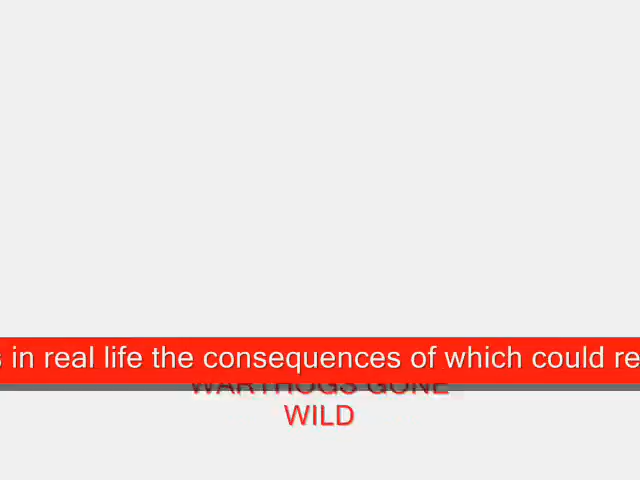 in real life the consequences of which could re
WARTHOGS GONE
WILD